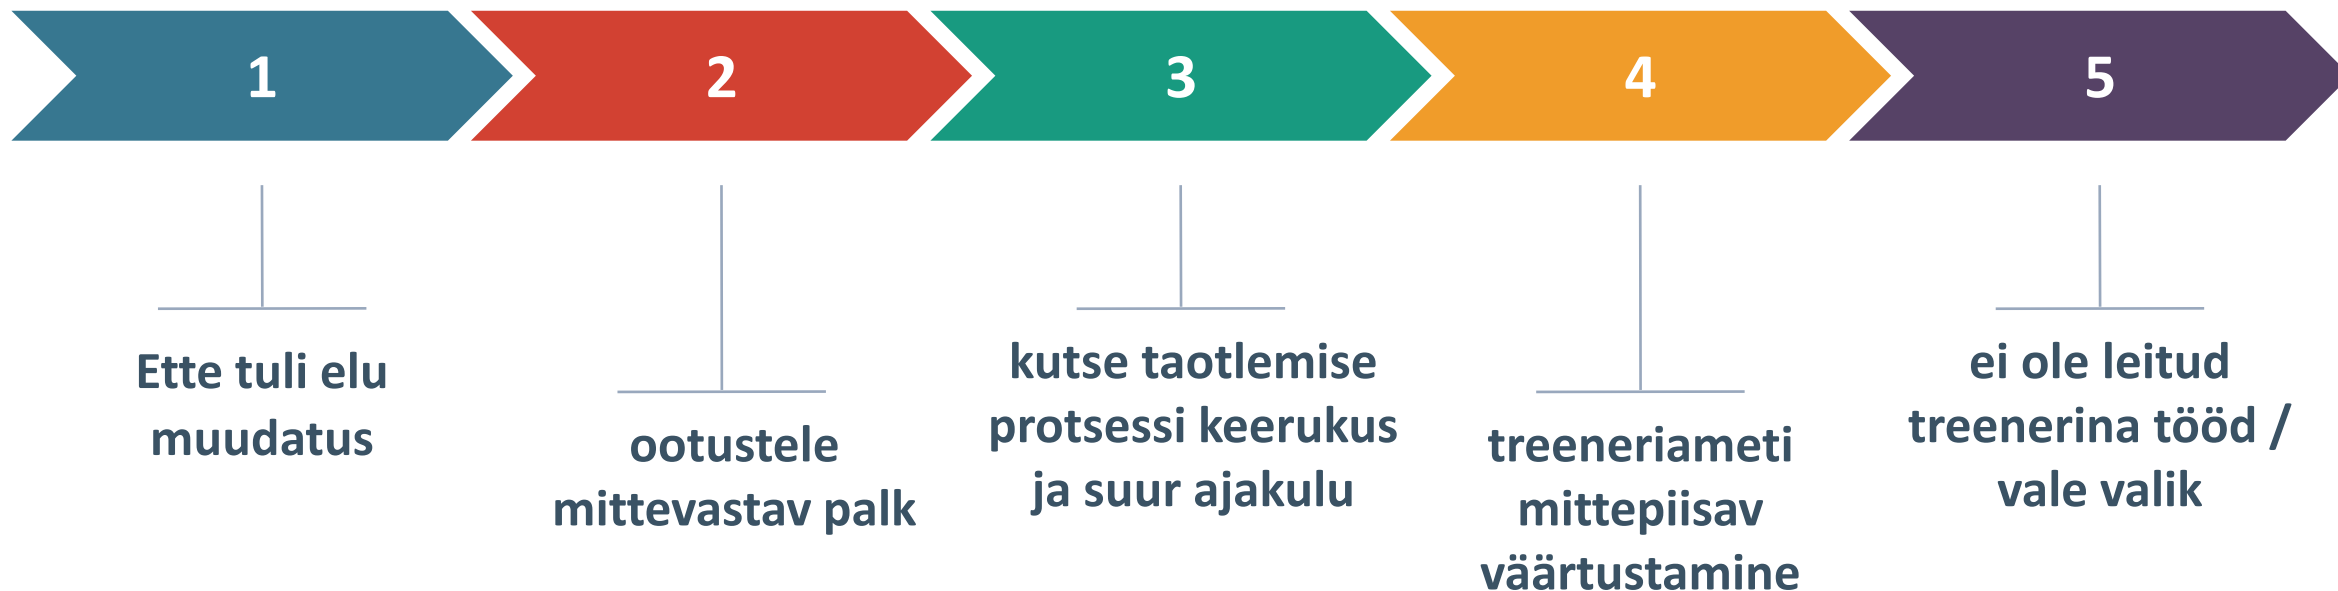 1
2
3
4
5
Ette tuli elu
muudatus
ootustele
mittevastav palk
kutse taotlemise
protsessi keerukus
ja suur ajakulu
treeneriameti
mittepiisav
väärtustamine
ei ole leitud
treenerina tööd /
vale valik